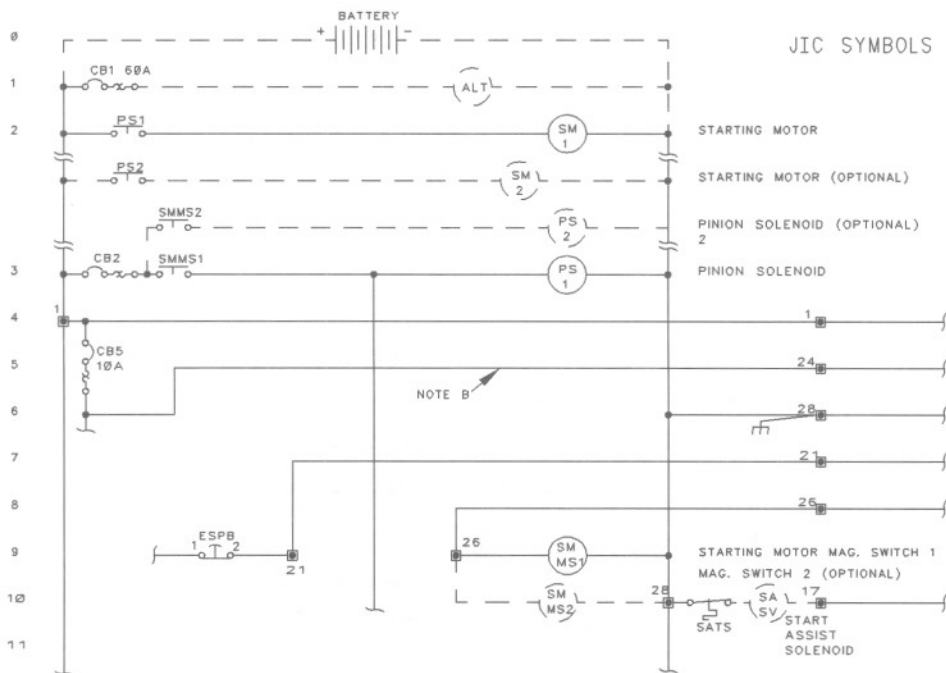 BATTERY
+ -
JIC SYMBOLS
0
CB1 60A
1
ALT
PS1
2
SM
1
STARTING MOTOR
PS2
SM
2
STARTING MOTOR (OPTIONAL)
SMMS2
PS
2
PINION SOLENOID (OPTIONAL)
2
CB2
SMMS1
3
PS
1
PINION SOLENOID
1
4
1
CB5
10A
5
24
NOTE B
6
28
7
21
8
26
ESPB
1 2
9
21
26
SM
MS1
STARTING MOTOR MAG. SWITCH 1
MAG. SWITCH 2 (OPTIONAL)
10
SM
MS2
28
SATS
SA
SV
17
START
ASSIST
SOLENOID
11